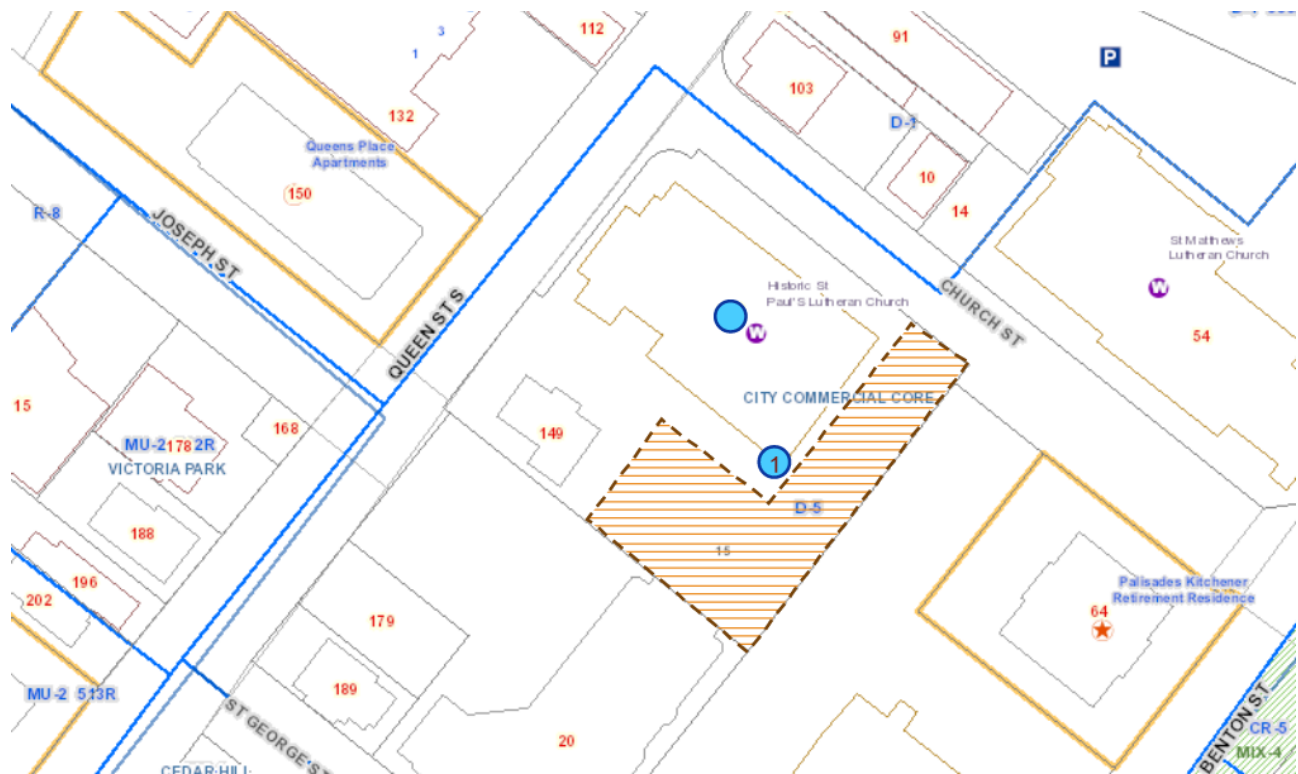 3
1
112
91
P
103
132
D-1
Queens Place
Apartments
10
150
R-8
14
JOSEPH ST
St Mathews
Lutheran Church
W
Historic St
Paul'S Lutheran Church
W
CHURCH ST
QUEEN ST S
54
CITY COMMERCIAL CORE
15
168
149
MU-2 178 2R
VICTORIA PARK
1
D-5
188
15
196
202
179
Palisades Kitchener
Retirement Residence
64
189
MU-2 513R
ST GEORGE ST
20
BENTON ST
CR-5
MIX-4
CEDAR HILL